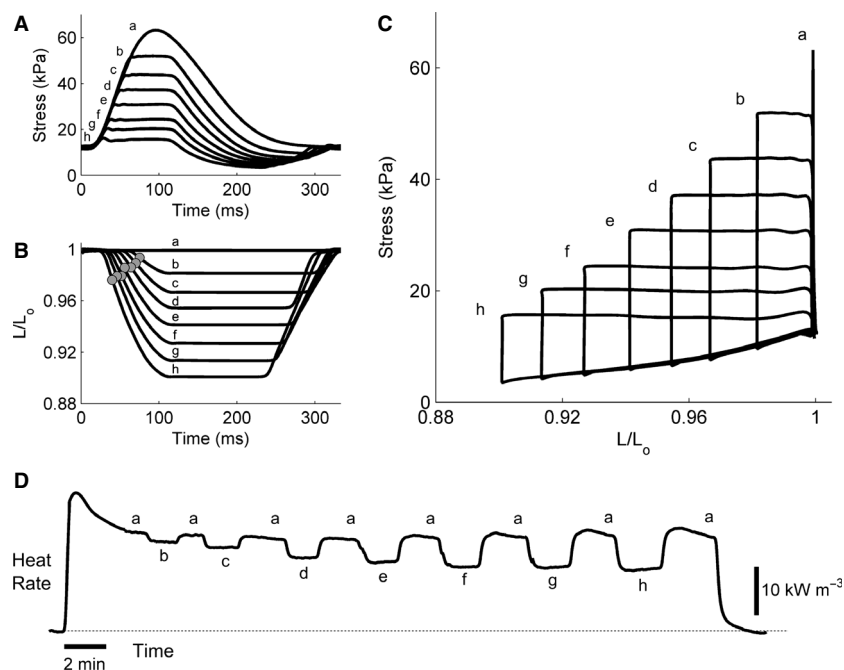 A
Stress (kPa)
60
40
20
0
a
b
c
d
e
f
g
h
0 100 200 300
Time (ms)
B
L/Lo
1
0.96
0.92
0.88
a
b
c
d
e
f
g
h
0 100 200 300
Time (ms)
C
Stress (kPa)
60
40
20
0
a
b
c
d
e
f
g
h
0.88 0.92 0.96 1
L/Lo
D
Heat
Rate
a a a a a a a a
b c d e f g h
10 kW m⁻³
2 min
Time